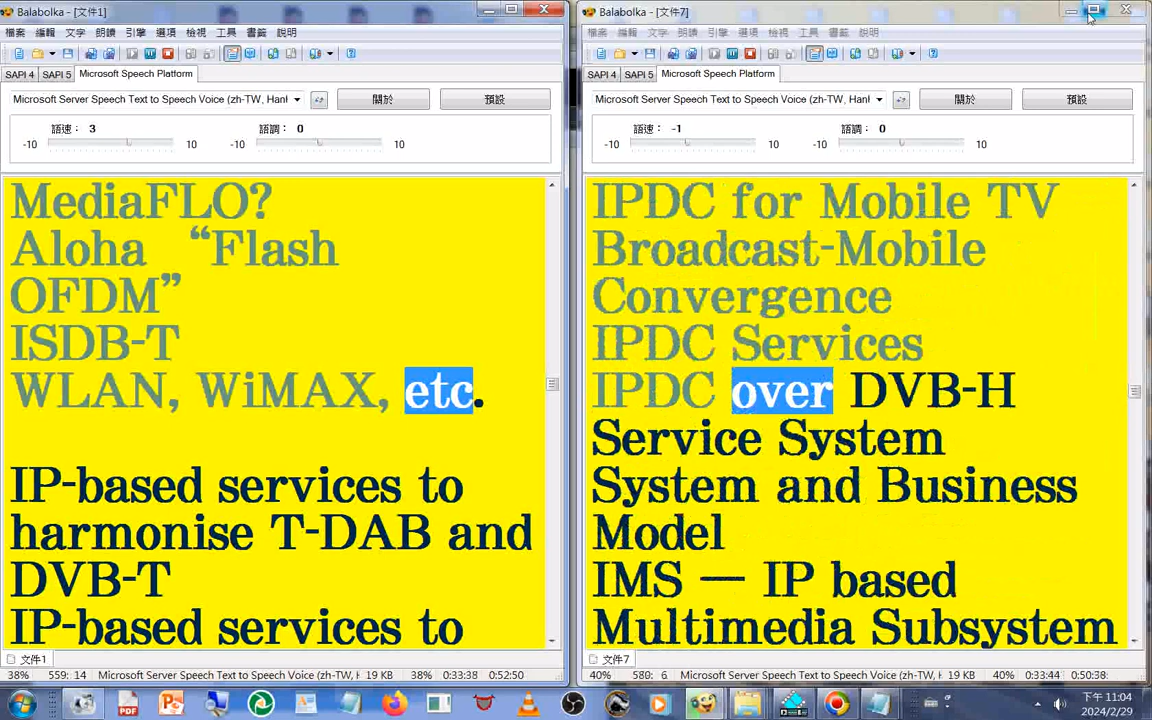 Balabolka - [文件1]
檔案 編輯 文字 朗讀 引擎 選項 檢視 工具 書籤 說明
SAPI 4 SAPI 5 Microsoft Speech Platform
Microsoft Server Speech Text to Speech Voice (zh-TW, Han
關於
預設
語速： 3
語調： 0
-10 10 -10 10
MediaFLO?
Aloha “Flash
OFDM”
ISDB-T
WLAN, WiMAX, etc.
IP-based services to
harmonise T-DAB and
DVB-T
IP-based services to
文件1
38% 559: 14 Microsoft Server Speech Text to Speech Voice (zh-TW, 19 KB 38% 0:33:38 0:52:50
Balabolka - [文件7]
檔案 編輯 文字 朗讀 引擎 選項 檢視 工具 書籤 說明
SAPI 4 SAPI 5 Microsoft Speech Platform
Microsoft Server Speech Text to Speech Voice (zh-TW, Han
關於
預設
語速： -1
語調： 0
-10 10 -10 10
IPDC for Mobile TV
Broadcast-Mobile
Convergence
IPDC Services
IPDC over DVB-H
Service System
System and Business
Model
IMS — IP based
Multimedia Subsystem
文件7
40% 580: 6 Microsoft Server Speech Text to Speech Voice (zh-TW, 19 KB 40% 0:33:44 0:50:38
下午 11:04
2024/2/29